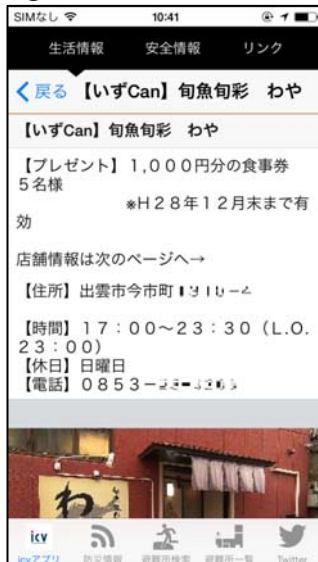 SIMなし 10:41
生活情報 安全情報 リンク
戻る 【いずCan】旬魚旬彩 わや
【いずCan】旬魚旬彩 わや
【プレゼント】1,000円分の食事券
5名様
※H28年12月末まで有
効
店舗情報は次のページへ→
【住所】出雲市今市町
【時間】17:00~23:30(L.O.
23:00)
【休日】日曜日
【電話】0853-
わ
icv
icvアプリ 防災情報 避難所検索 避難所一覧 Twitter